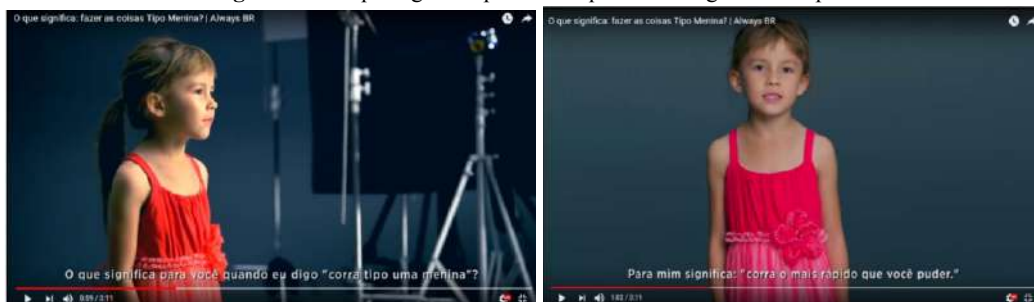 O que significa: fazer as coisas Tipo Menina? | Always BR
O que significa para você quando eu digo "corra tipo uma menina"?
O que significa: fazer as coisas Tipo Menina? | Always BR
Para mim significa: "corra o mais rápido que você puder."